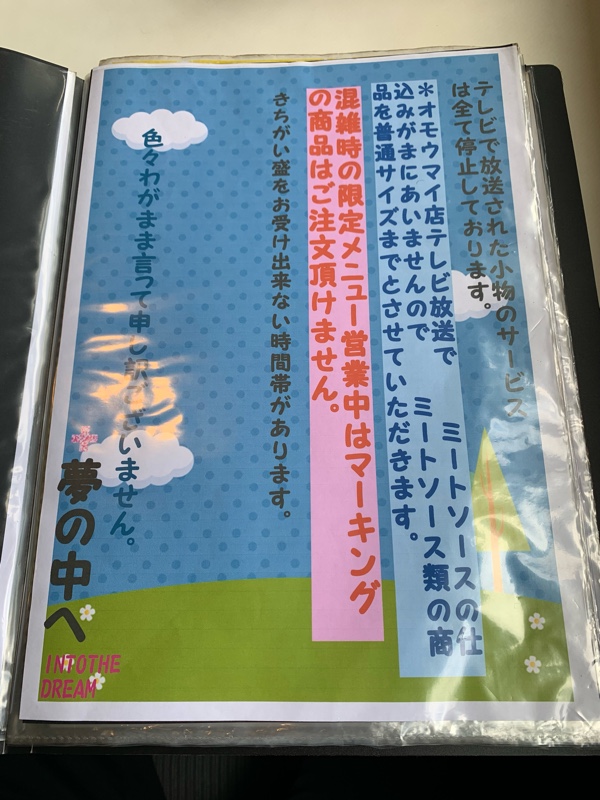 テレビで放送された小物のサービス
は全て停止しております。
＊オモウマイ店テレビ放送で　ミートソースの仕
込みがまにあいませんので　ミートソース類の商
品を普通サイズまでとさせていただきます。
混雑時の限定メニュー営業中はマーキング
の商品はご注文頂けません。
きちがい盛をお受け出来ない時間帯があります。
色々わがまま言って申し訳ございません。
夢の中へ
INTO THE
DREAM